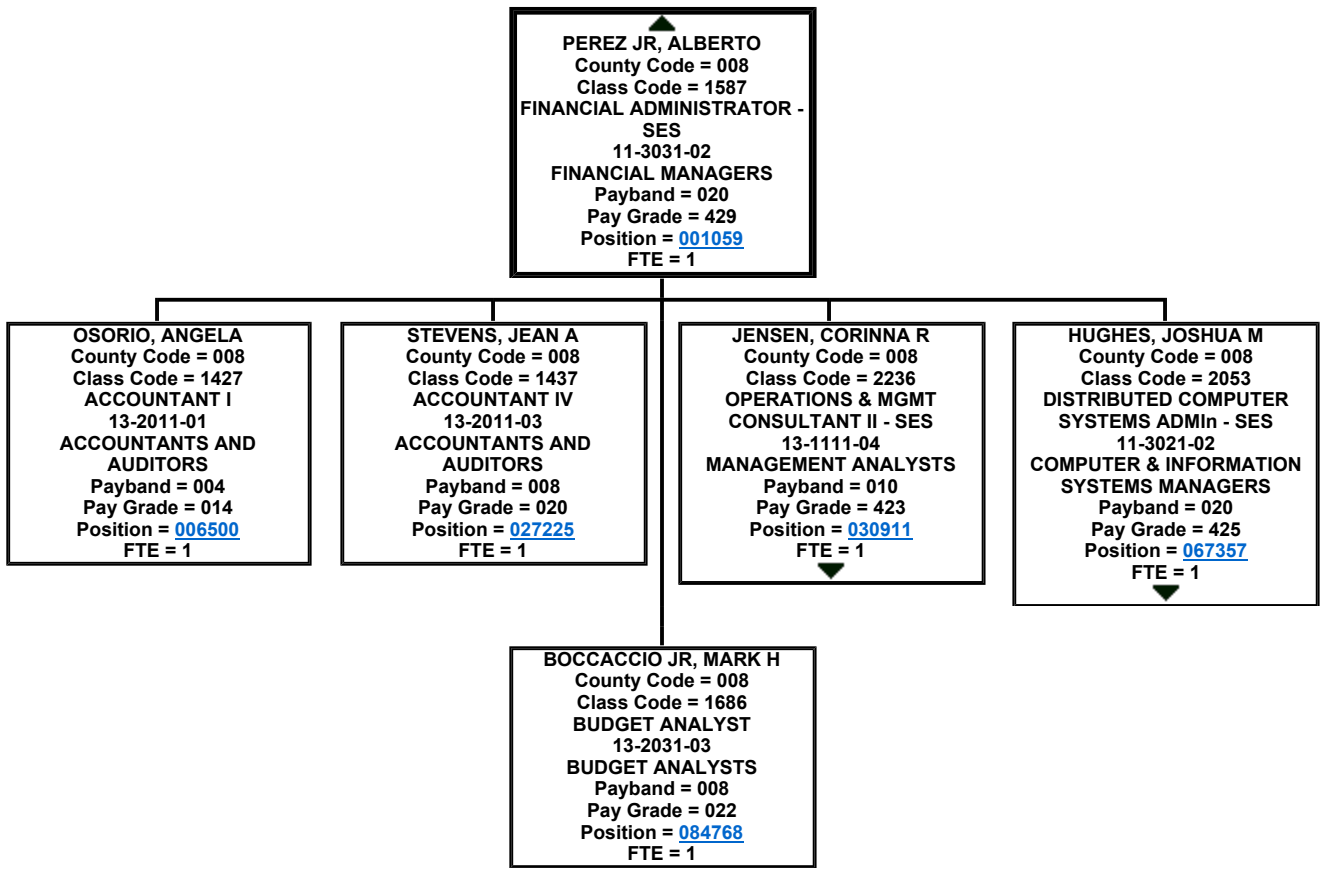 PEREZ JR, ALBERTO
County Code = 008
Class Code = 1587
FINANCIAL ADMINISTRATOR -
SES
11-3031-02
FINANCIAL MANAGERS
Payband = 020
Pay Grade = 429
Position = 001059
FTE = 1
OSORIO, ANGELA
County Code = 008
Class Code = 1427
ACCOUNTANT I
13-2011-01
ACCOUNTANTS AND
AUDITORS
Payband = 004
Pay Grade = 014
Position = 006500
FTE = 1
STEVENS, JEAN A
County Code = 008
Class Code = 1437
ACCOUNTANT IV
13-2011-03
ACCOUNTANTS AND
AUDITORS
Payband = 008
Pay Grade = 020
Position = 027225
FTE = 1
JENSEN, CORINNA R
County Code = 008
Class Code = 2236
OPERATIONS & MGMT
CONSULTANT II - SES
13-1111-04
MANAGEMENT ANALYSTS
Payband = 010
Pay Grade = 423
Position = 030911
FTE = 1
HUGHES, JOSHUA M
County Code = 008
Class Code = 2053
DISTRIBUTED COMPUTER
SYSTEMS ADMIn - SES
11-3021-02
COMPUTER & INFORMATION
SYSTEMS MANAGERS
Payband = 020
Pay Grade = 425
Position = 067357
FTE = 1
BOCCACCIO JR, MARK H
County Code = 008
Class Code = 1686
BUDGET ANALYST
13-2031-03
BUDGET ANALYSTS
Payband = 008
Pay Grade = 022
Position = 084768
FTE = 1